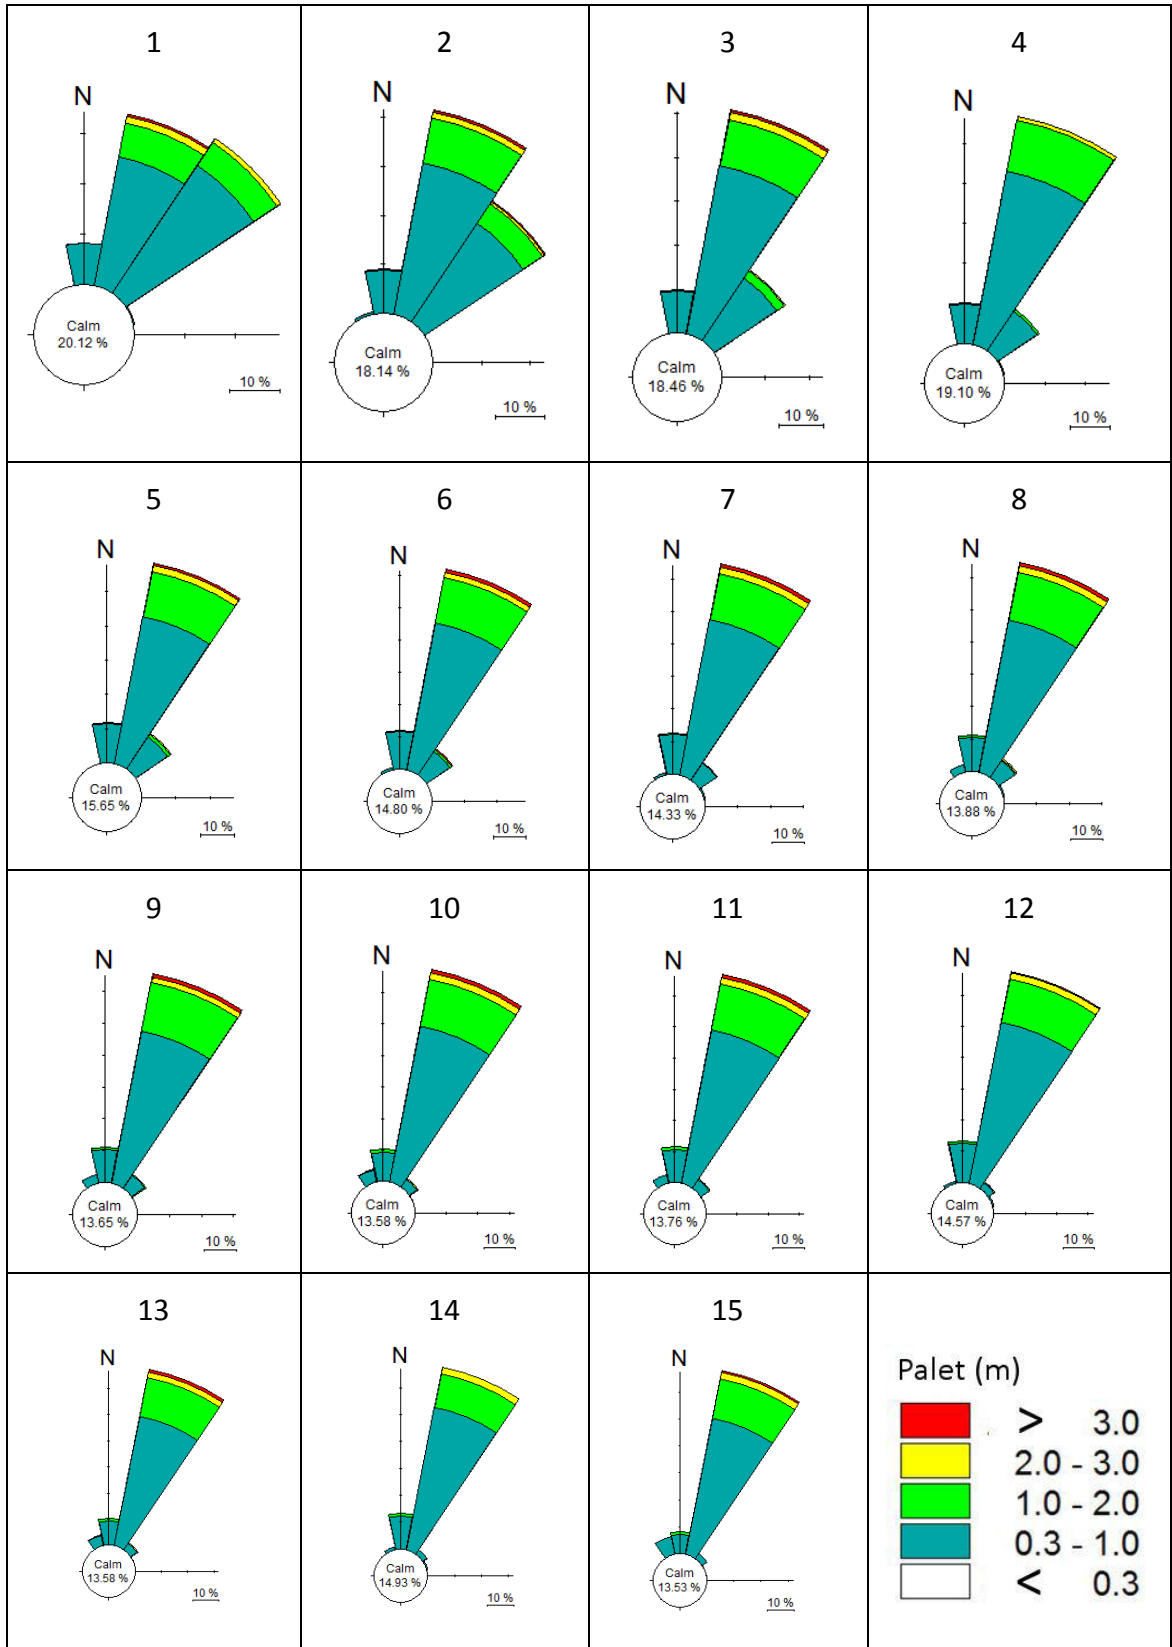 1
N
Calm
20.12 %
10 %
2
N
Calm
18.14 %
10 %
3
N
Calm
18.46 %
10 %
4
N
Calm
19.10 %
10 %
5
N
Calm
15.65 %
10 %
6
N
Calm
14.80 %
10 %
7
N
Calm
14.33 %
10 %
8
N
Calm
13.88 %
10 %
9
N
Calm
13.65 %
10 %
10
N
Calm
13.58 %
10 %
11
N
Calm
13.76 %
10 %
12
N
Calm
14.57 %
10 %
13
N
Calm
13.58 %
10 %
14
N
Calm
14.93 %
10 %
15
N
Calm
13.53 %
10 %
Palet (m)
> 3.0
2.0 - 3.0
1.0 - 2.0
0.3 - 1.0
< 0.3